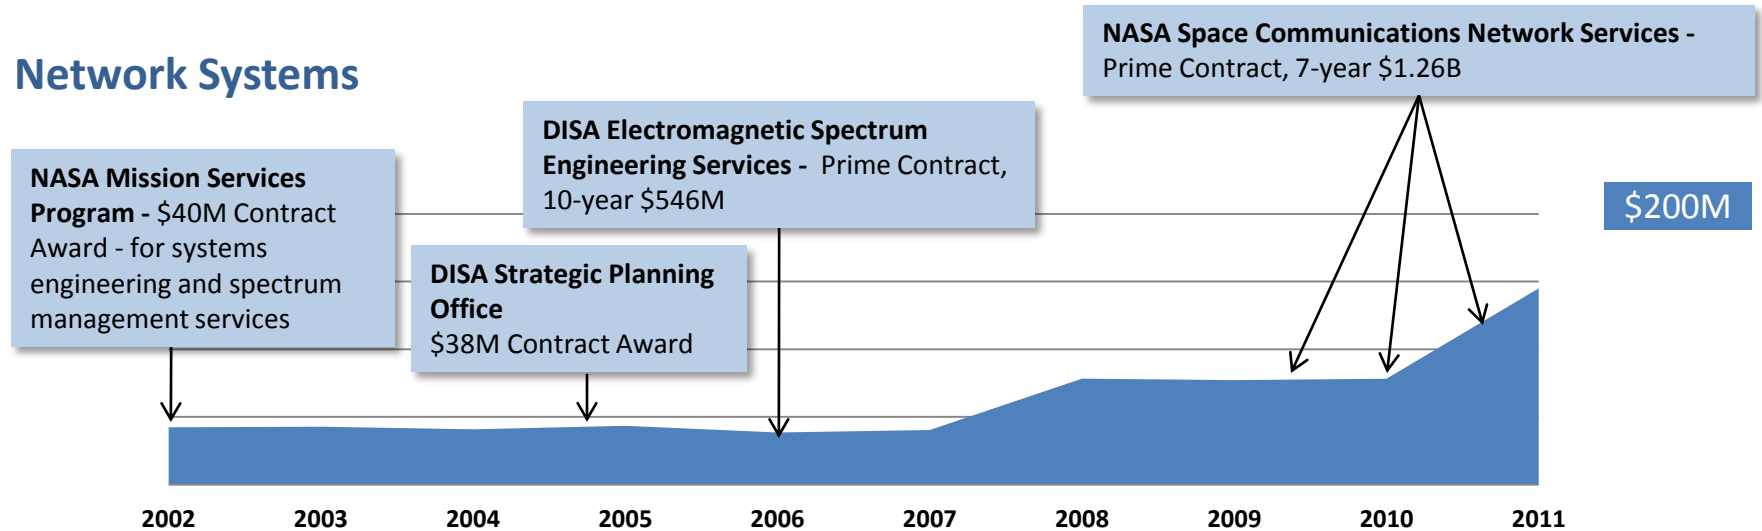 Network Systems
NASA Mission Services
Program - $40M Contract
Award - for systems
engineering and spectrum
management services
DISA Strategic Planning
Office
$38M Contract Award
DISA Electromagnetic Spectrum
Engineering Services - Prime Contract,
10-year $546M
NASA Space Communications Network Services -
Prime Contract, 7-year $1.26B
$200M
2002 2003 2004 2005 2006 2007 2008 2009 2010 2011